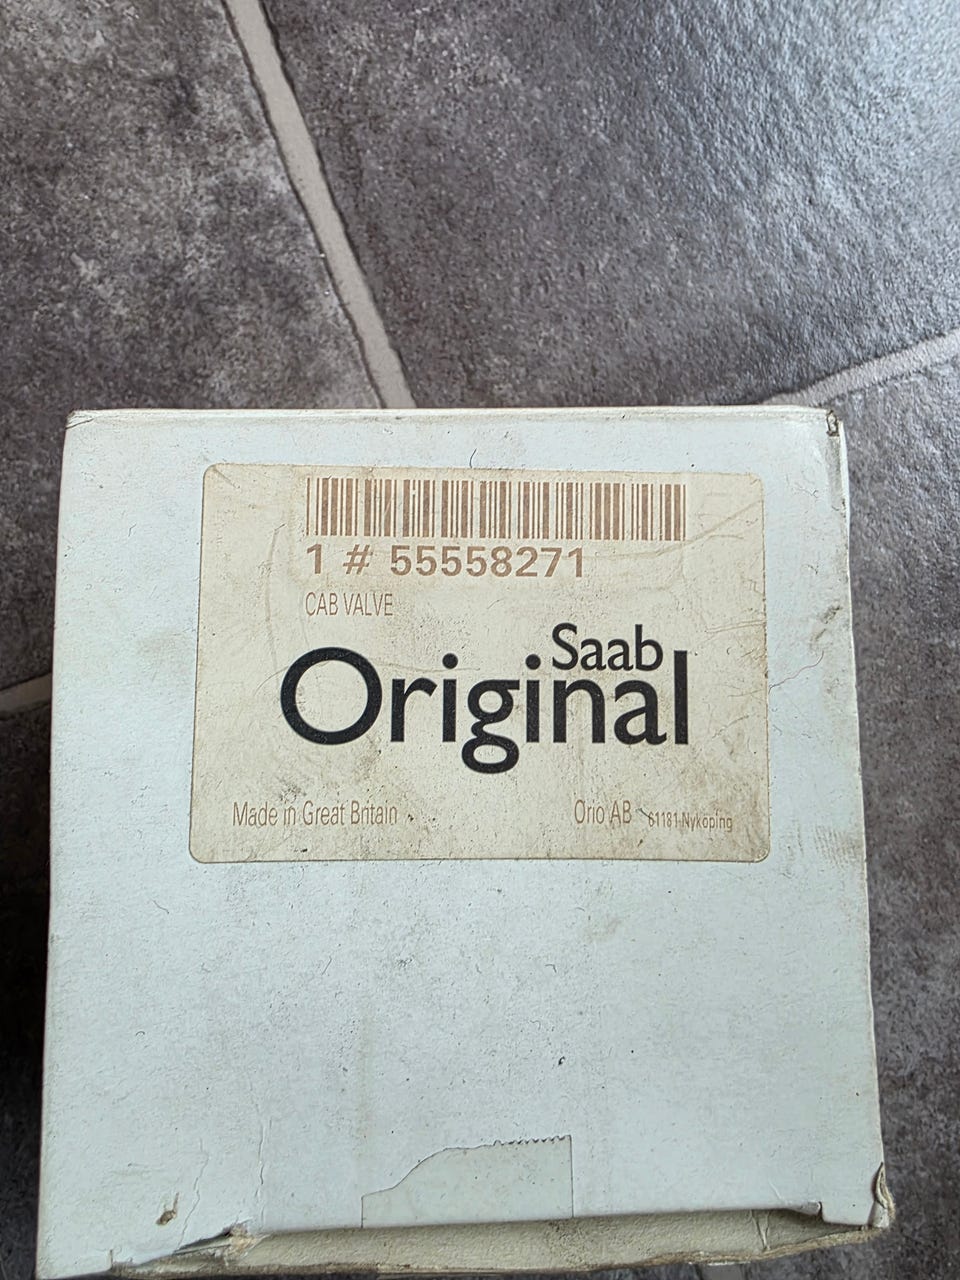 1 # 55558271
CAB VALVE
Saab
Original
Made in Great Britain
Orio AB 61181 Nyköping